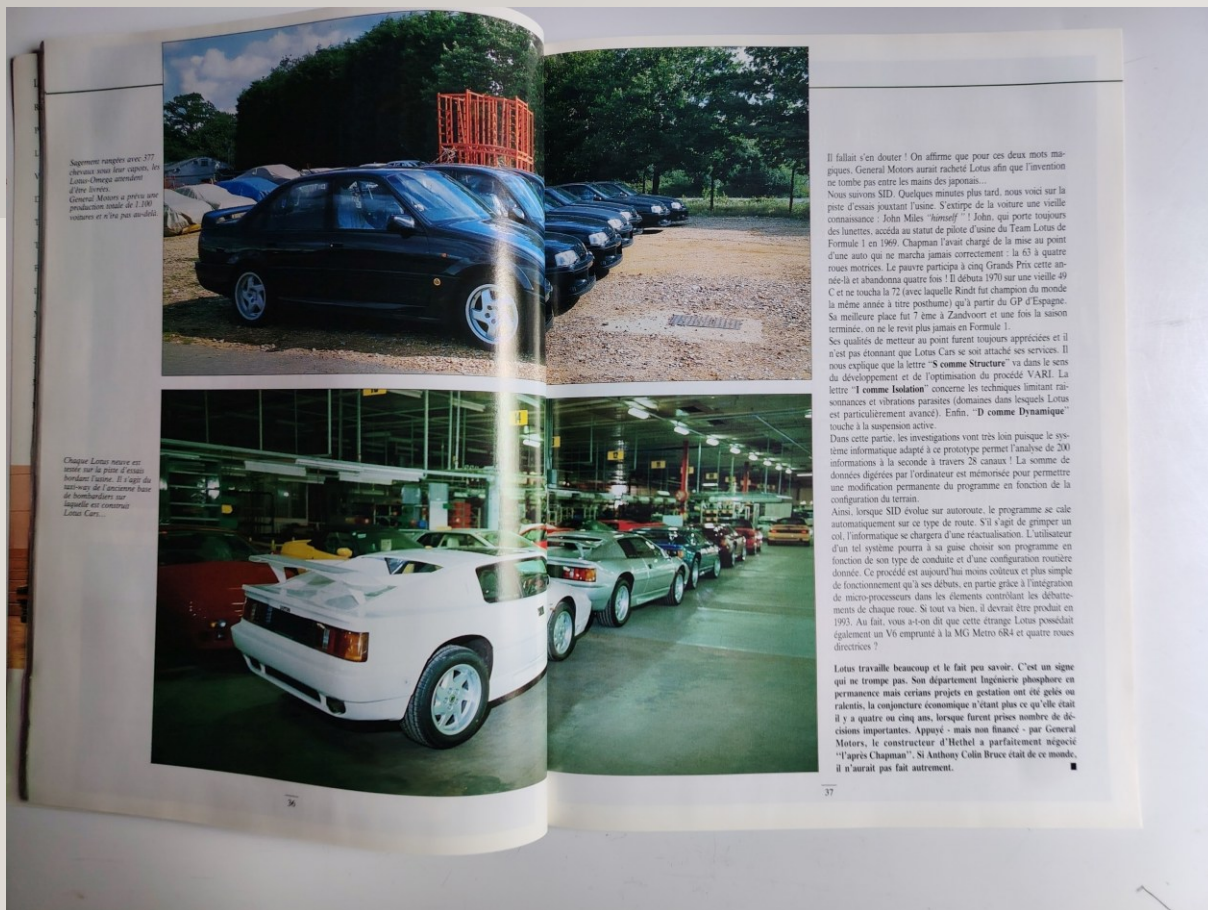 Sagement rangées avec 377
chevaux sous leur capots, les
Lotus-Omega attendent
d'être livrées.
General Motors a prévu une
production totale de 1.100
voitures et n'ira pas au-delà.
Chaque Lotus neuve est
testée sur la piste d'essais
bordant l'usine. Il s'agit du
taxi-way de l'ancienne base
de bombardiers sur
laquelle est construit
Lotus Cars...
36
Il fallait s'en douter ! On affirme que pour ces deux mots ma-
giques, General Motors aurait racheté Lotus afin que l'invention
ne tombe pas entre les mains des japonais...
Nous suivons SID. Quelques minutes plus tard, nous voici sur la
piste d'essais jouxtant l'usine. S'extirpe de la voiture une vieille
connaissance : John Miles "himself" ! John, qui porte toujours
des lunettes, accéda au statut de pilote d'usine du Team Lotus de
Formule 1 en 1969. Chapman l'avait chargé de la mise au point
d'une auto qui ne marcha jamais correctement : la 63 à quatre
roues motrices. Le pauvre participa à cinq Grands Prix cette an-
née-là et abandonna quatre fois ! Il débuta 1970 sur une vieille 49
C et ne toucha la 72 (avec laquelle Rindt fut champion du monde
la même année à titre posthume) qu'à partir du GP d'Espagne.
Sa meilleure place fut 7 ème à Zandvoort et une fois la saison
terminée, on ne le revit plus jamais en Formule 1.
Ses qualités de metteur au point furent toujours appréciées et il
n'est pas étonnant que Lotus Cars se soit attaché ses services. Il
nous explique que la lettre "S comme Structure" va dans le sens
du développement et de l'optimisation du procédé VARI. La
lettre "I comme Isolation" concerne les techniques limitant rai-
sonnances et vibrations parasites (domaines dans lesquels Lotus
est particulièrement avancé). Enfin, "D comme Dynamique"
touche à la suspension active.
Dans cette partie, les investigations vont très loin puisque le sys-
tème informatique adapté à ce prototype permet l'analyse de 200
informations à la seconde à travers 28 canaux ! La somme de
données digérées par l'ordinateur est mémorisée pour permettre
une modification permanente du programme en fonction de la
configuration du terrain.
Ainsi, lorsque SID évolue sur autoroute, le programme se cale
automatiquement sur ce type de route. S'il s'agit de grimper un
col, l'informatique se chargera d'une réactualisation. L'utilisateur
d'un tel système pourra à sa guise choisir son programme en
fonction de son type de conduite et d'une configuration routière
donnée. Ce procédé est aujourd'hui moins coûteux et plus simple
de fonctionnement qu'à ses débuts, en partie grâce à l'intégration
de micro-processeurs dans les élements contrôlant les débatte-
ments de chaque roue. Si tout va bien, il devrait être produit en
1993. Au fait, vous a-t-on dit que cette étrange Lotus possédait
également un V6 emprunté à la MG Metro 6R4 et quatre roues
directrices ?
Lotus travaille beaucoup et le fait peu savoir. C'est un signe
qui ne trompe pas. Son département Ingénierie phosphore en
permanence mais cerians projets en gestation ont été gelés ou
ralentis, la conjoncture économique n'étant plus ce qu'elle était
il y a quatre ou cinq ans, lorsque furent prises nombre de dé-
cisions importantes. Appuyé - mais non financé - par General
Motors, le constructeur d'Hethel a parfaitement négocié
"l'après Chapman". Si Anthony Colin Bruce était de ce monde,
il n'aurait pas fait autrement.
37